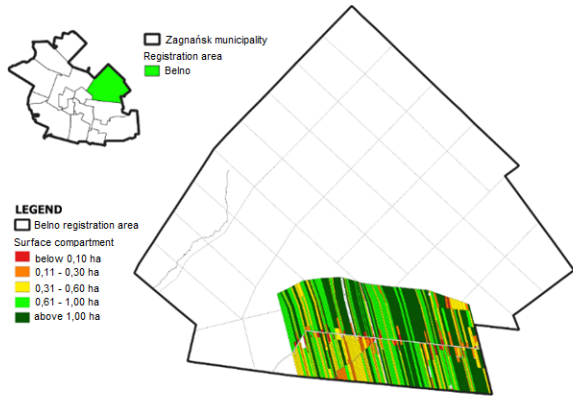 Zagnańsk municipality
Registration area
Belno
LEGEND
Belno registration area
Surface compartment
below 0,10 ha
0,11 - 0,30 ha
0,31 - 0,60 ha
0,61 - 1,00 ha
above 1,00 ha